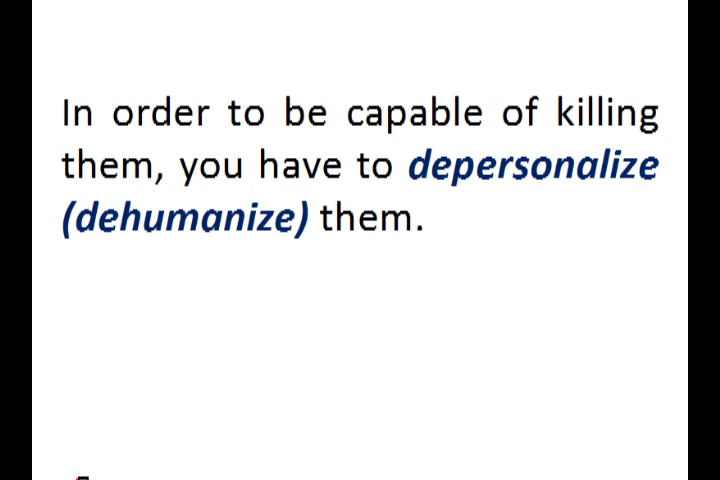 In order to be capable of killing
them, you have to depersonalize
(dehumanize) them.